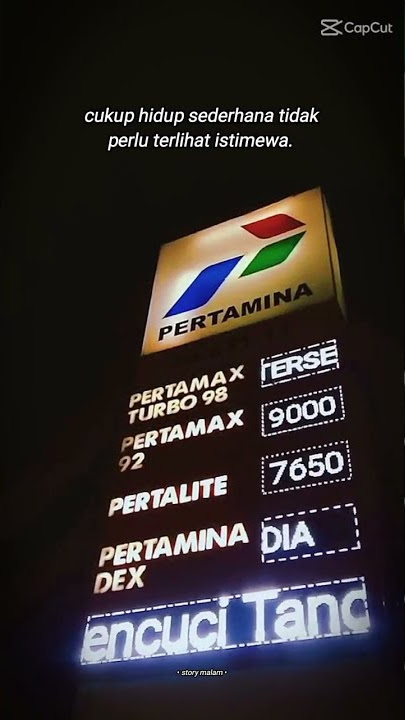 CapCut
cukup hidup sederhana tidak
perlu terlihat istimewa.
PERTAMINA
PERTAMAX
TURBO 98
TERSE
PERTAMAX
92
9000
PERTALITE
7650
PERTAMINA
DEX
DIA
encuci Tang
• story malam •